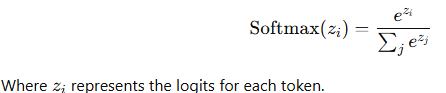 Softmax(z_i) = e^{z_i} / ∑_j e^{z_j}
Where z_i represents the logits for each token.